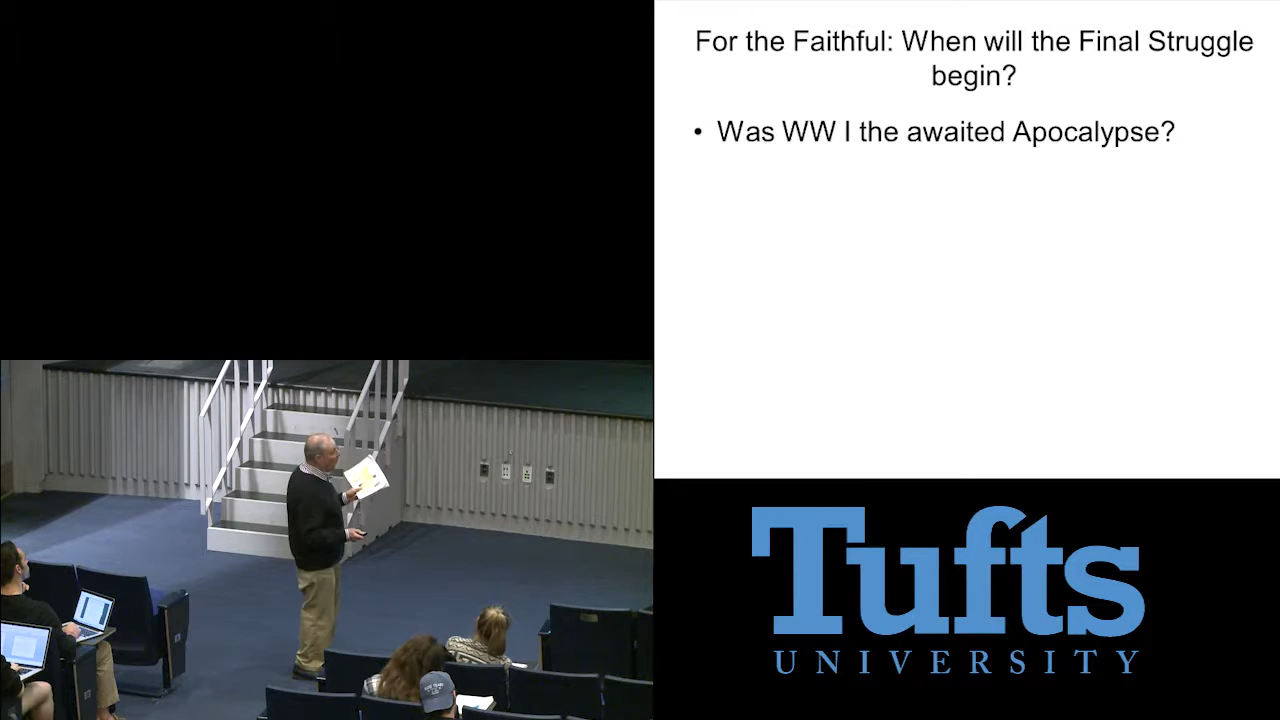 For the Faithful: When will the Final Struggle
begin?
• Was WW I the awaited Apocalypse?
Tufts
UNIVERSITY